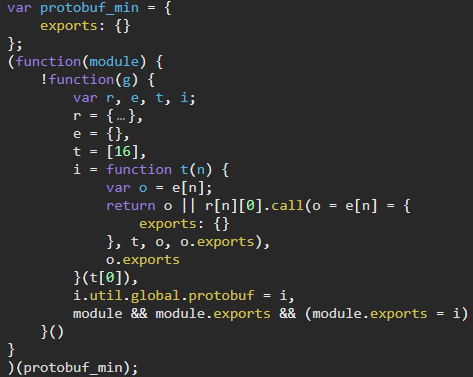 var protobuf_min = {
    exports: {}
};
(function(module) {
    !function(g) {
        var r, e, t, i;
        r = {…},
        e = {},
        t = [16],
        i = function t(n) {
            var o = e[n];
            return o || r[n][0].call(o = e[n] = {
                exports: {}
            }, t, o, o.exports),
            o.exports
        }(t[0]),
        i.util.global.protobuf = i,
        module && module.exports && (module.exports = i)
    }()
}
)(protobuf_min);